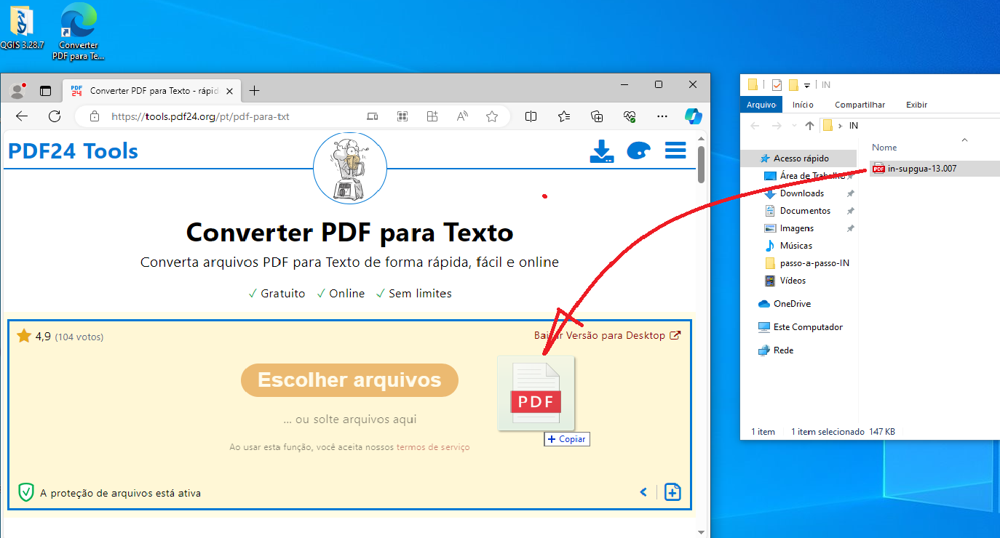 QGIS 3.28.7
Converter
PDF para Te...
PDF
24
Converter PDF para Texto - rápid
https://tools.pdf24.org/pt/pdf-para-txt
PDF24 Tools
Converter PDF para Texto
Converta arquivos PDF para Texto de forma rápida, fácil e online
✓ Gratuito ✓ Online ✓ Sem limites
4,9 (104 votos)
Baixar Versão para Desktop
Escolher arquivos
... ou solte arquivos aqui
Ao usar esta função, você aceita nossos termos de serviço
PDF
+ Copiar
A proteção de arquivos está ativa
IN
Arquivo Início Compartilhar Exibir
IN
Nome
PDF in-supgua-13.007
Acesso rápido
Área de Trabalho
Downloads
Documentos
Imagens
Músicas
passo-a-passo-IN
Vídeos
OneDrive
Este Computador
Rede
1 item 1 item selecionado 147 KB